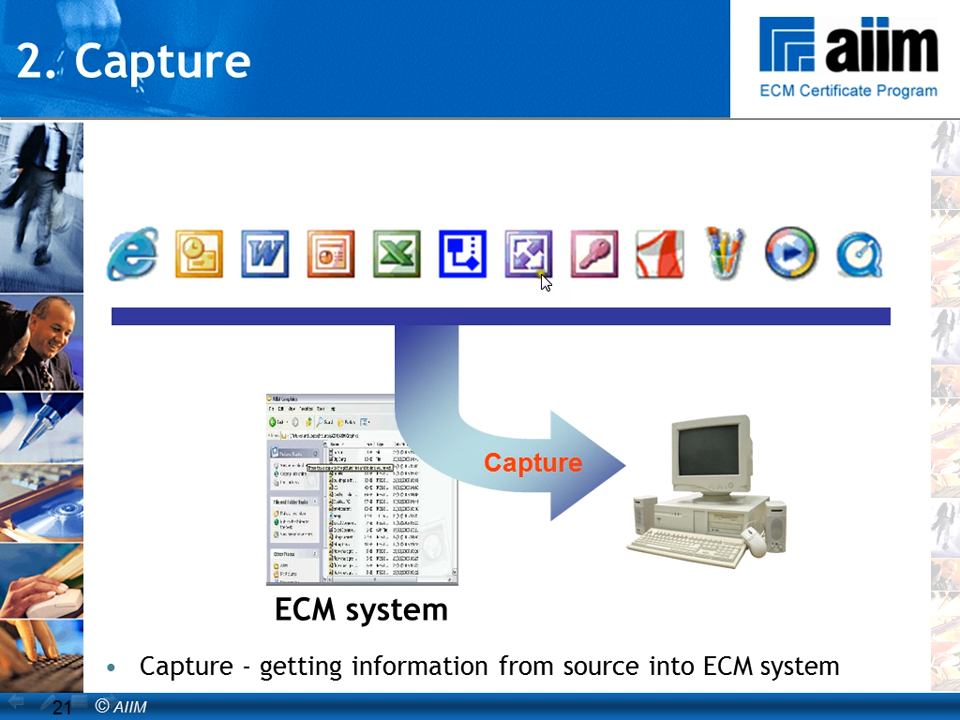 2. Capture
aiim
ECM Certificate Program
Capture
ECM system
• Capture - getting information from source into ECM system
21
© AIIM